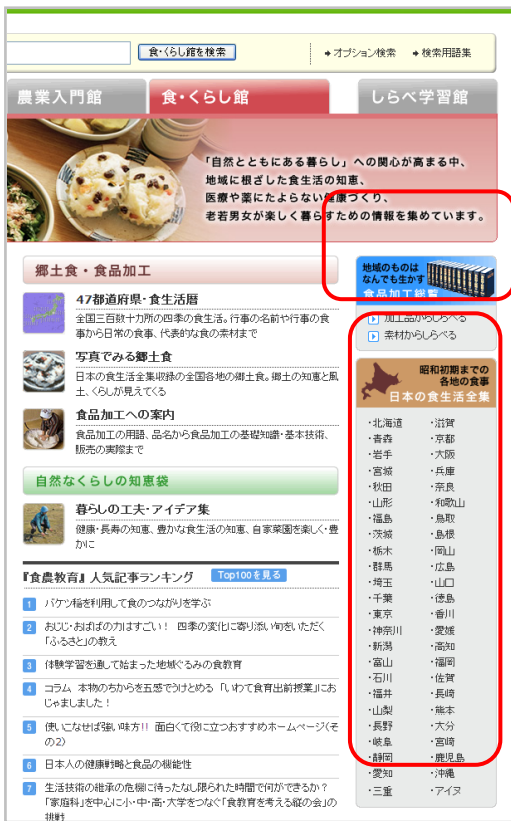 食・くらし館を検索
オプション検索
検索用語集
農業入門館
食・くらし館
しらべ学習館
「自然とともにある暮らし」への関心が高まる中、
地域に根ざした食生活の知恵、
医療や薬にたよらない健康づくり、
老若男女が楽しく暮らすための情報を集めています。
郷土食・食品加工
47都道府県・食生活暦
全国三百数十カ所の四季の食生活。行事の名前や行事の食
事から日常の食事、代表的な食の素材まで
写真でみる郷土食
日本の食生活全集収録の全国各地の郷土食。郷土の知恵と風
土、くらしが見えてくる
食品加工への案内
食品加工の用語、品名から食品加工の基礎知識・基本技術、
販売の実際まで
自然なくらしの知恵袋
暮らしの工夫・アイデア集
健康・長寿の知恵、豊かな食生活の知恵、自家菜園を楽しく・豊
かに
『食農教育』人気記事ランキング
Top100を見る
1 バケツ稲を利用して食のつながりを学ぶ
2 おじじ・おばばの力はすごい! 四季の変化に寄り添い旬をいただく
「ふるさと」の教え
3 体験学習を通して始まった地域ぐるみの食教育
4 コラム 本物のちからを五感でうけとめる 「いわて食育出前授業」にお
じゃましました!
5 使いこなせば強い味方!! 面白くて役に立つおすすめホームページ(そ
の2)
6 日本人の健康戦略と食品の機能性
7 生活技術の継承の危機に待ったなし限られた時間で何ができるか?
「家庭科」を中心に小・中・高・大学をつなぐ「食教育を考える縦の会」の
挑戦
地域のものは
なんでも生かす
食品加工総覧
加工品からしらべる
素材からしらべる
昭和初期までの
各地の食事
日本の食生活全集
・北海道 ・滋賀
・青森 ・京都
・岩手 ・大阪
・宮城 ・兵庫
・秋田 ・奈良
・山形 ・和歌山
・福島 ・鳥取
・茨城 ・島根
・栃木 ・岡山
・群馬 ・広島
・埼玉 ・山口
・千葉 ・徳島
・東京 ・香川
・神奈川 ・愛媛
・新潟 ・高知
・富山 ・福岡
・石川 ・佐賀
・福井 ・長崎
・山梨 ・熊本
・長野 ・大分
・岐阜 ・宮崎
・静岡 ・鹿児島
・愛知 ・沖縄
・三重 ・アイヌ